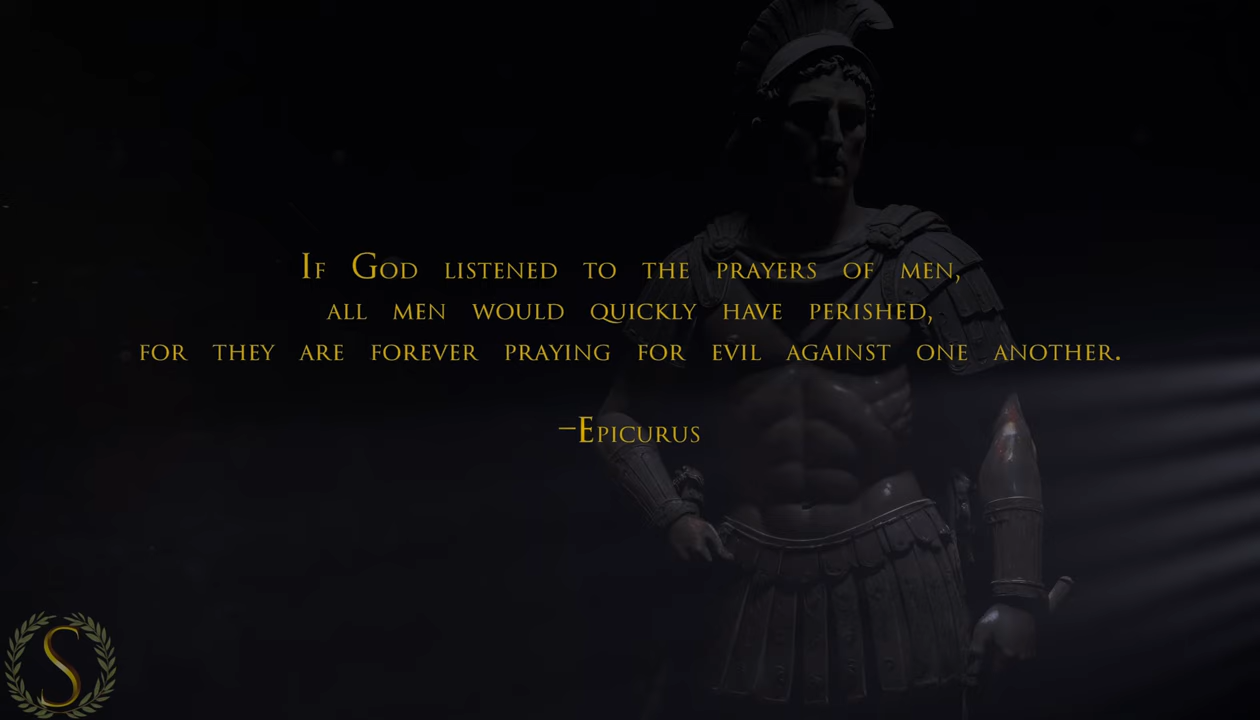 If God listened to the prayers of men,
all men would quickly have perished,
for they are forever praying for evil against one another.
–Epicurus
S